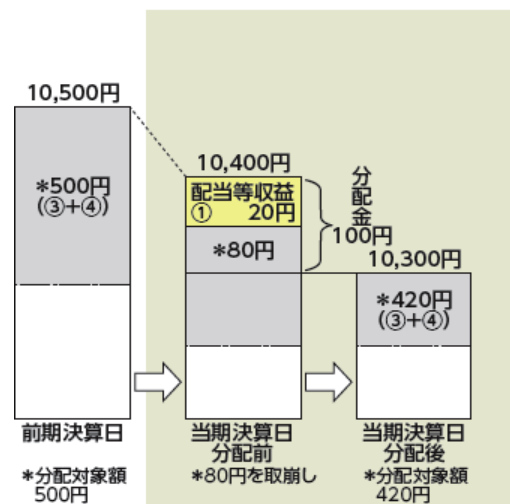 10,500円
*500円
(③+④)
10,400円
配当等収益
① 20円
*80円
分配金
100円
10,300円
*420円
(③+④)
前期決算日
*分配対象額
500円
当期決算日
分配前
*80円を取崩し
当期決算日
分配後
*分配対象額
420円